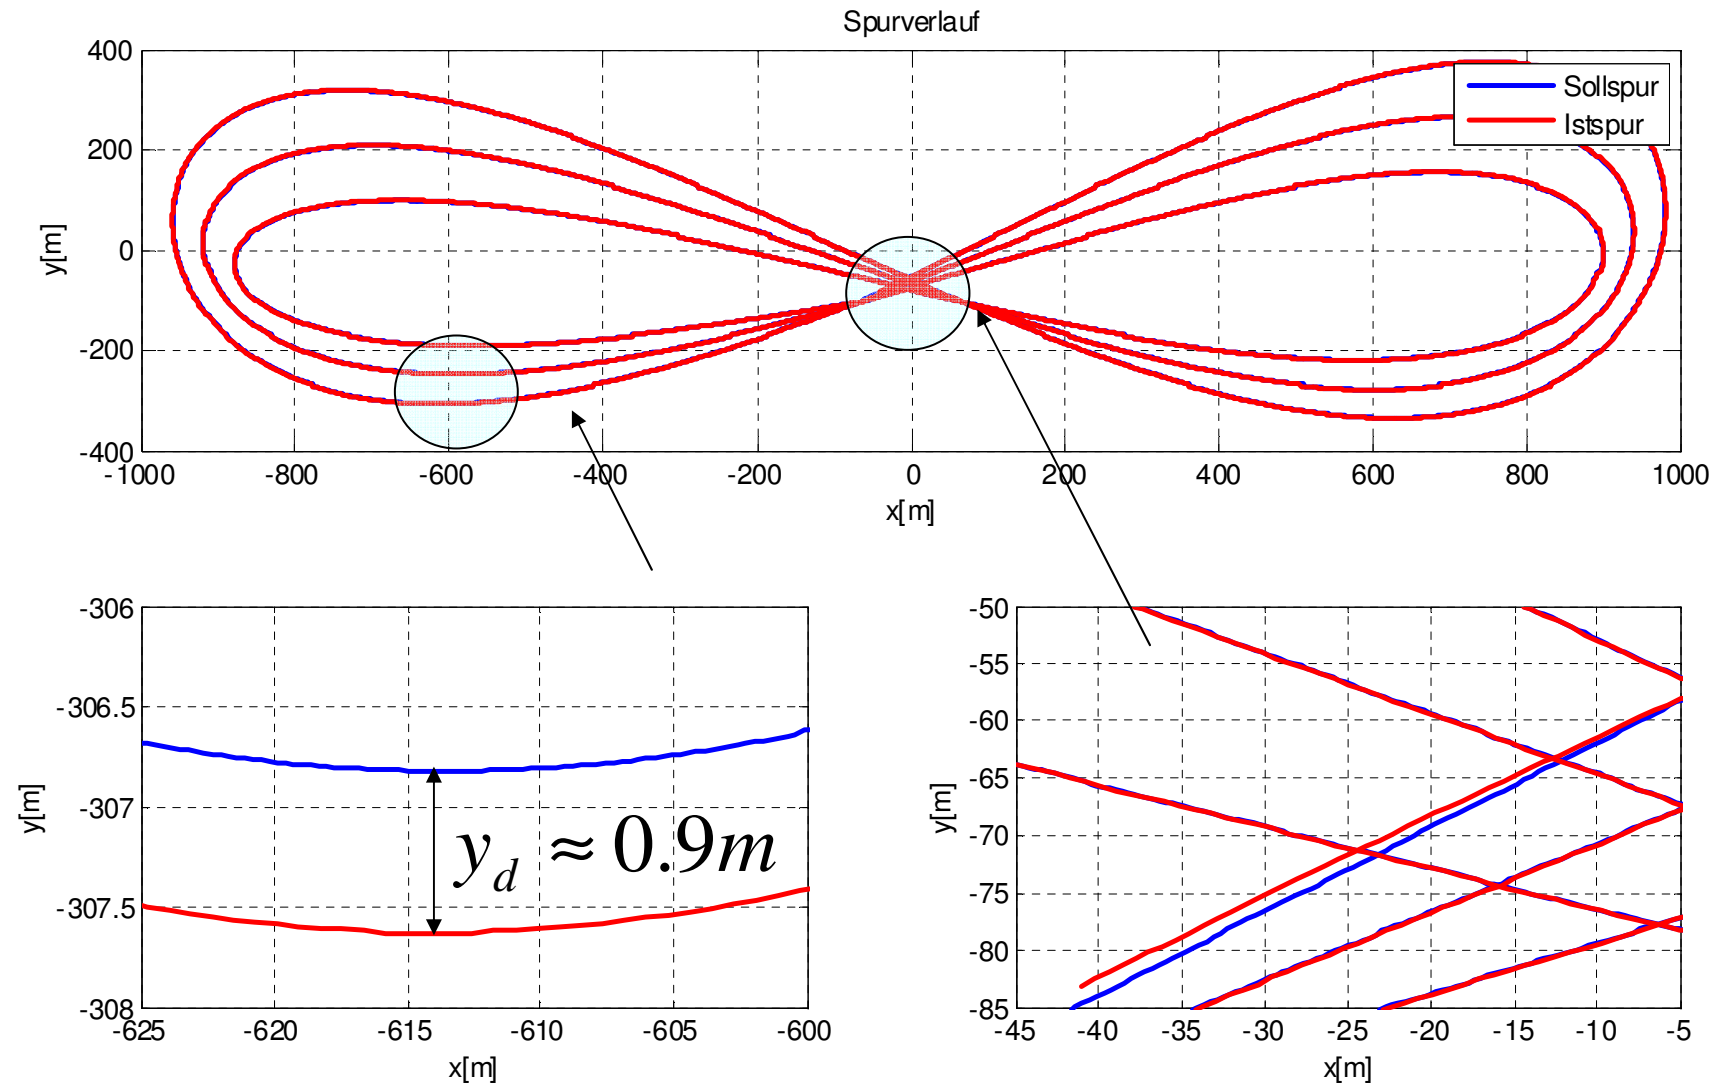 Spurverlauf
400
200
0
-200
-400
y[m]
Sollspur
Istspur
-1000 -800 -600 -400 -200 0 200 400 600 800 1000
x[m]
-306
-306.5
-307
-307.5
-308
y[m]
y_d ≈ 0.9m
-625 -620 -614 -610 -605 -600
x[m]
-50
-55
-60
-65
-70
-75
-80
-85
y[m]
-45 -40 -35 -30 -25 -20 -15 -10 -5
x[m]